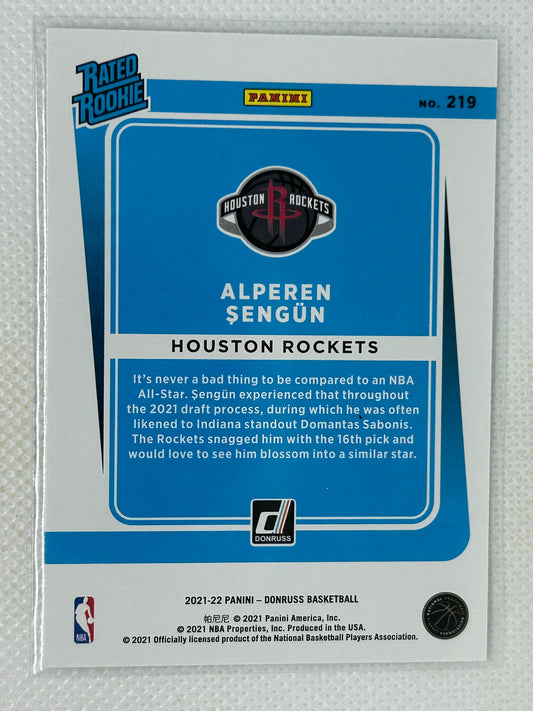 RATED
ROOKIE
PANINI
NO. 219
HOUSTON ROCKETS
ALPEREN
ŞENGÜN
HOUSTON ROCKETS
It's never a bad thing to be compared to an NBA
All-Star. Şengün experienced that throughout
the 2021 draft process, during which he was often
likened to Indiana standout Domantas Sabonis.
The Rockets snagged him with the 16th pick and
would love to see him blossom into a similar star.
d
DONRUSS
2021-22 PANINI – DONRUSS BASKETBALL
帕尼尼 © 2021 Panini America, Inc.
© 2021 NBA Properties, Inc. Produced in the USA.
© 2021 Officially licensed product of the National Basketball Players Association.
NBA